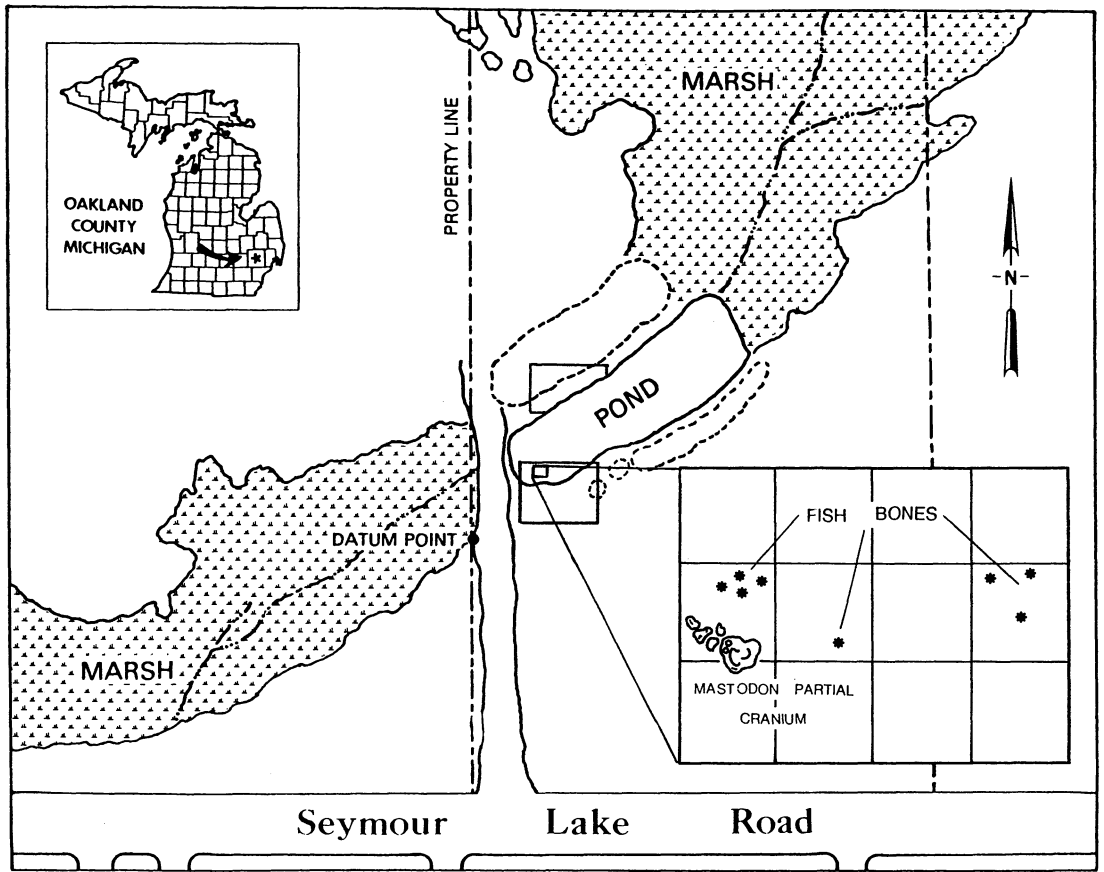 MARSH
PROPERTY LINE
OAKLAND
COUNTY
MICHIGAN
-N-
POND
DATUM POINT
FISH BONES
MARSH
MASTODON PARTIAL
CRANIUM
Seymour Lake Road